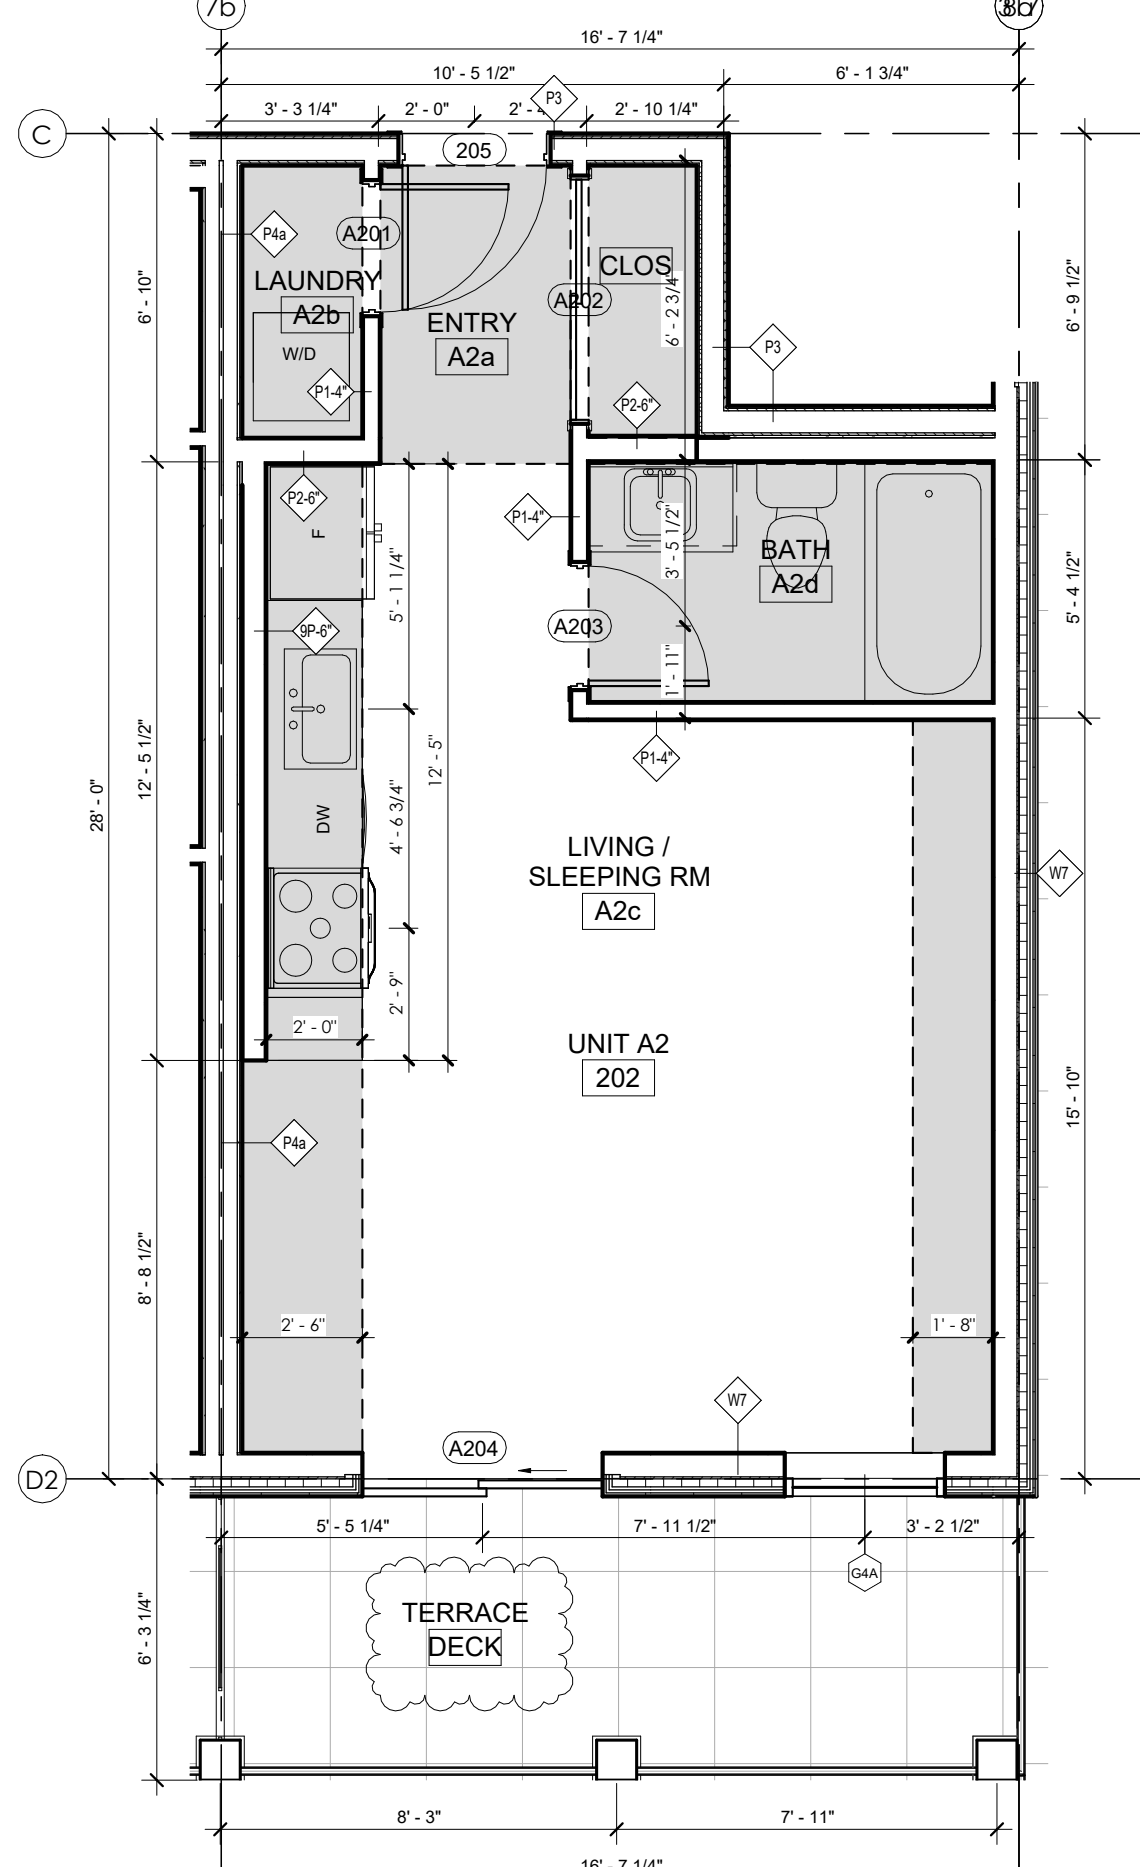 7b
16' - 7 1/4"
10' - 5 1/2"
6' - 1 3/4"
3' - 3 1/4"
2' - 0"
P3
2' - 10 1/4"
C
205
P4a
A201
LAUNDRY
A2b
W/D
P1-4"
ENTRY
A2a
CLOS
A202
6' - 2 3/4"
P2-6"
P3
6' - 10"
6' - 9 1/2"
P2-6"
F
P1-4"
3' - 5 1/2"
BATH
A2d
A203
1' - 11"
5' - 4 1/2"
5' - 1 1/4"
9P-6"
P1-4"
12' - 5 1/2"
28' - 0"
12' - 5"
4' - 6 3/4"
DW
LIVING /
SLEEPING RM
A2c
W7
2' - 9"
2' - 0"
UNIT A2
202
15' - 10"
P4a
8' - 8 1/2"
2' - 6"
1' - 8"
W7
A204
D2
5' - 5 1/4"
7' - 11 1/2"
3' - 2 1/2"
G4A
TERRACE
DECK
6' - 3 1/4"
8' - 3"
7' - 11"
16' - 7 1/4"